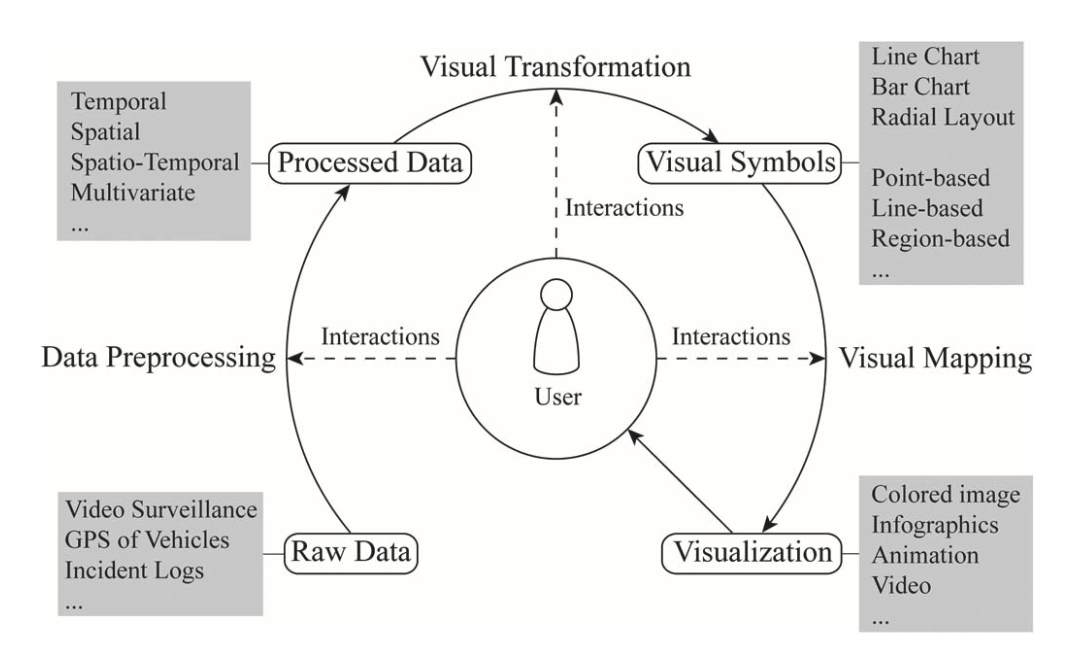 Visual Transformation
Temporal
Spatial
Spatio-Temporal
Multivariate
...
Processed Data
Visual Symbols
Line Chart
Bar Chart
Radial Layout
Point-based
Line-based
Region-based
...
Interactions
Data Preprocessing
Interactions
User
Interactions
Visual Mapping
Video Surveillance
GPS of Vehicles
Incident Logs
...
Raw Data
Visualization
Colored image
Infographics
Animation
Video
...